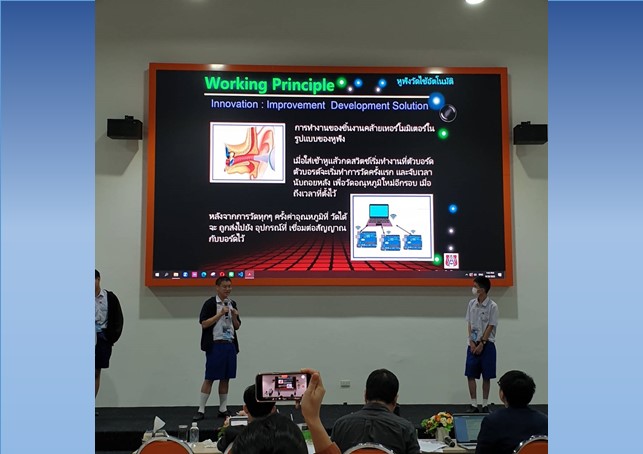 Working Principle
หูฟังวัดไข้อัตโนมัติ
Innovation : Improvement Development Solution
การทำงานของชิ้นงานคล้ายเทอร์โมมิเตอร์ใน
รูปแบบของหูฟัง
เมื่อใส่เข้าหูแล้วกดสวิตช์เริ่มทำงานที่ตัวบอร์ด
ตัวบอร์ดจะเริ่มทำการวัดครั้งแรก และจับเวลา
นับถอยหลัง เพื่อวัดอุณหภูมิใหม่อีกรอบ เมื่อ
ถึงเวลาที่ตั้งไว้
หลังจากการวัดทุกๆ ครั้งค่าอุณหภูมิที่ วัดได้
จะ ถูกส่งไปยัง อุปกรณ์ที่ เชื่อมต่อสัญญาณ
กับบอร์ดไว้